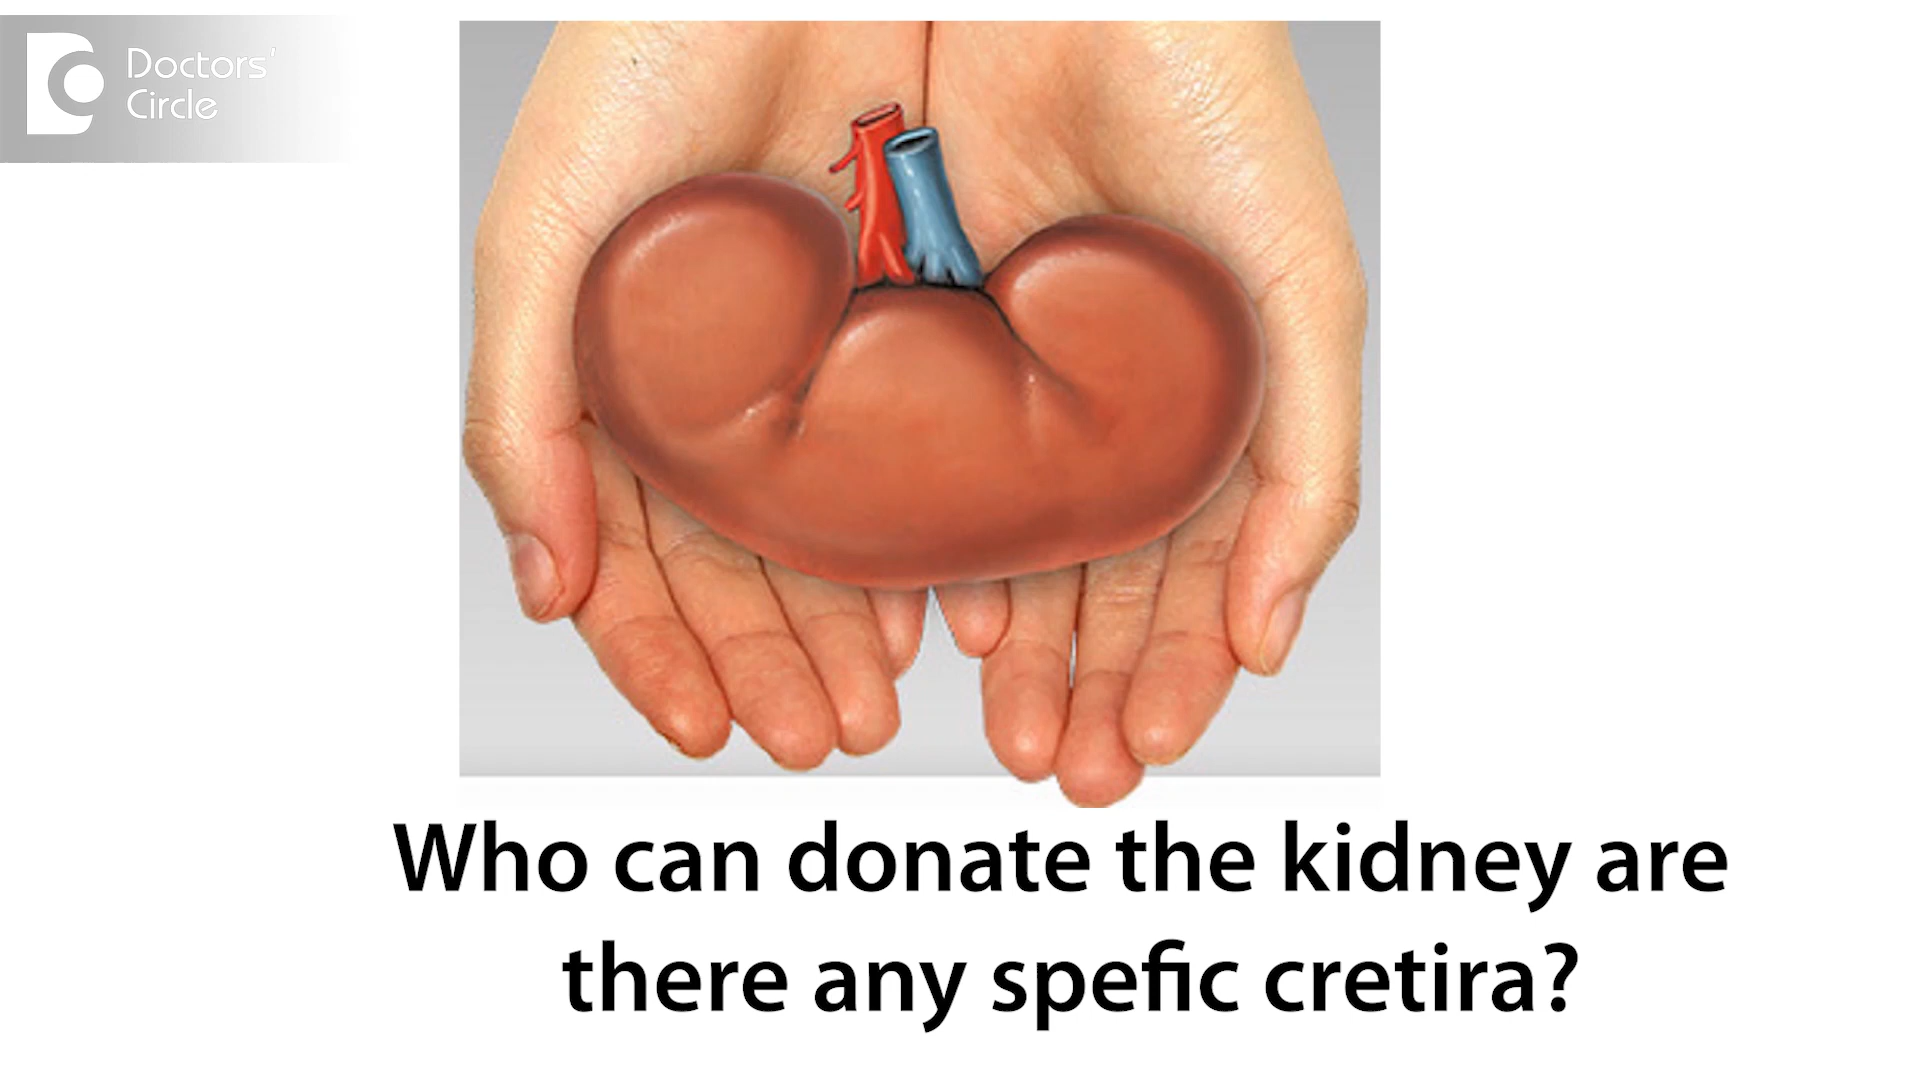 Doctors'
Circle
Who can donate the kidney are
there any spefic cretira?